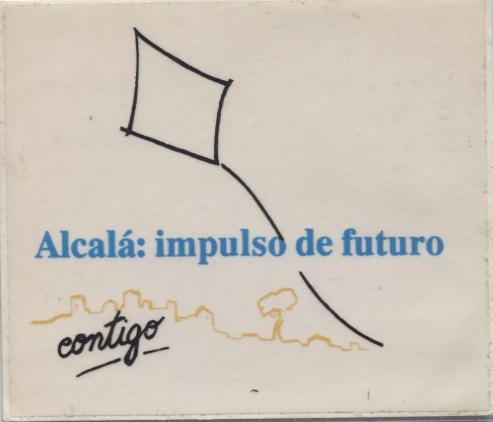 Alcalá: impulso de futuro
contigo